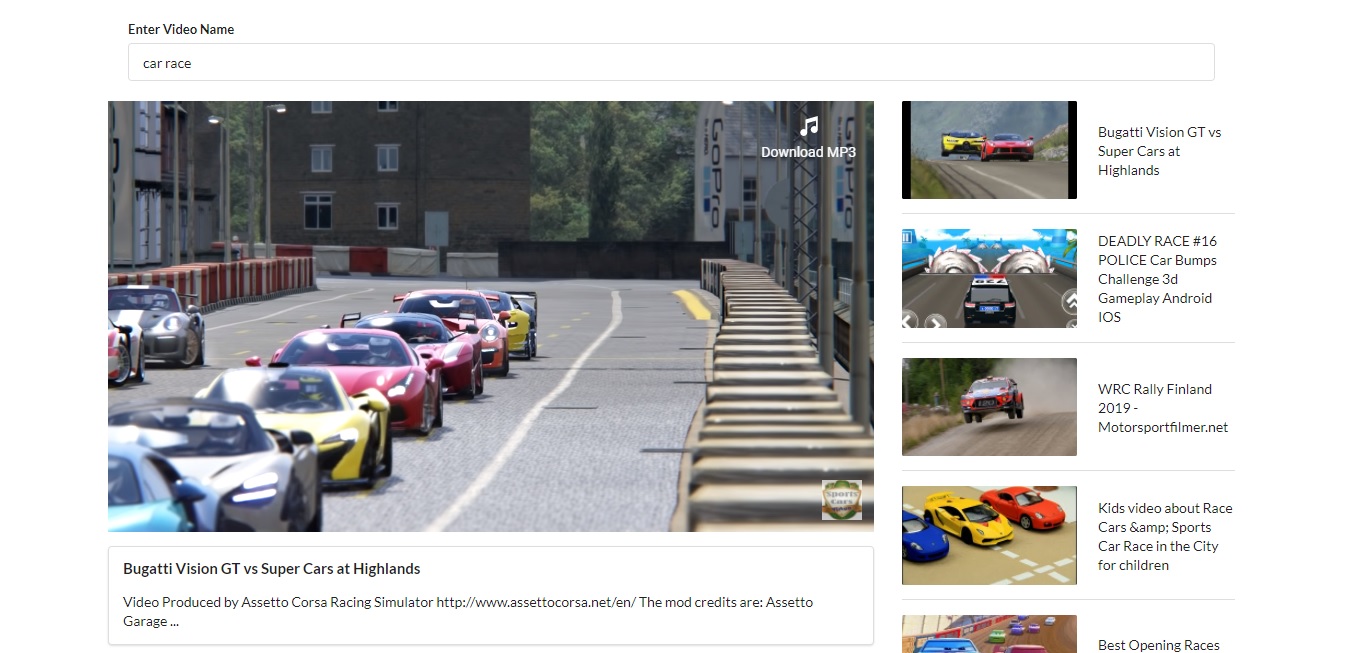 Enter Video Name
car race
Download MP3
GoPro
Sports
Cars
Bugatti Vision GT vs Super Cars at Highlands
Video Produced by Assetto Corsa Racing Simulator http://www.assettocorsa.net/en/ The mod credits are: Assetto
Garage ...
Bugatti Vision GT vs
Super Cars at
Highlands
DEADLY RACE #16
POLICE Car Bumps
Challenge 3d
Gameplay Android
IOS
WRC Rally Finland
2019 -
Motorsportfilmer.net
Kids video about Race
Cars &amp; Sports
Car Race in the City
for children
Best Opening Races